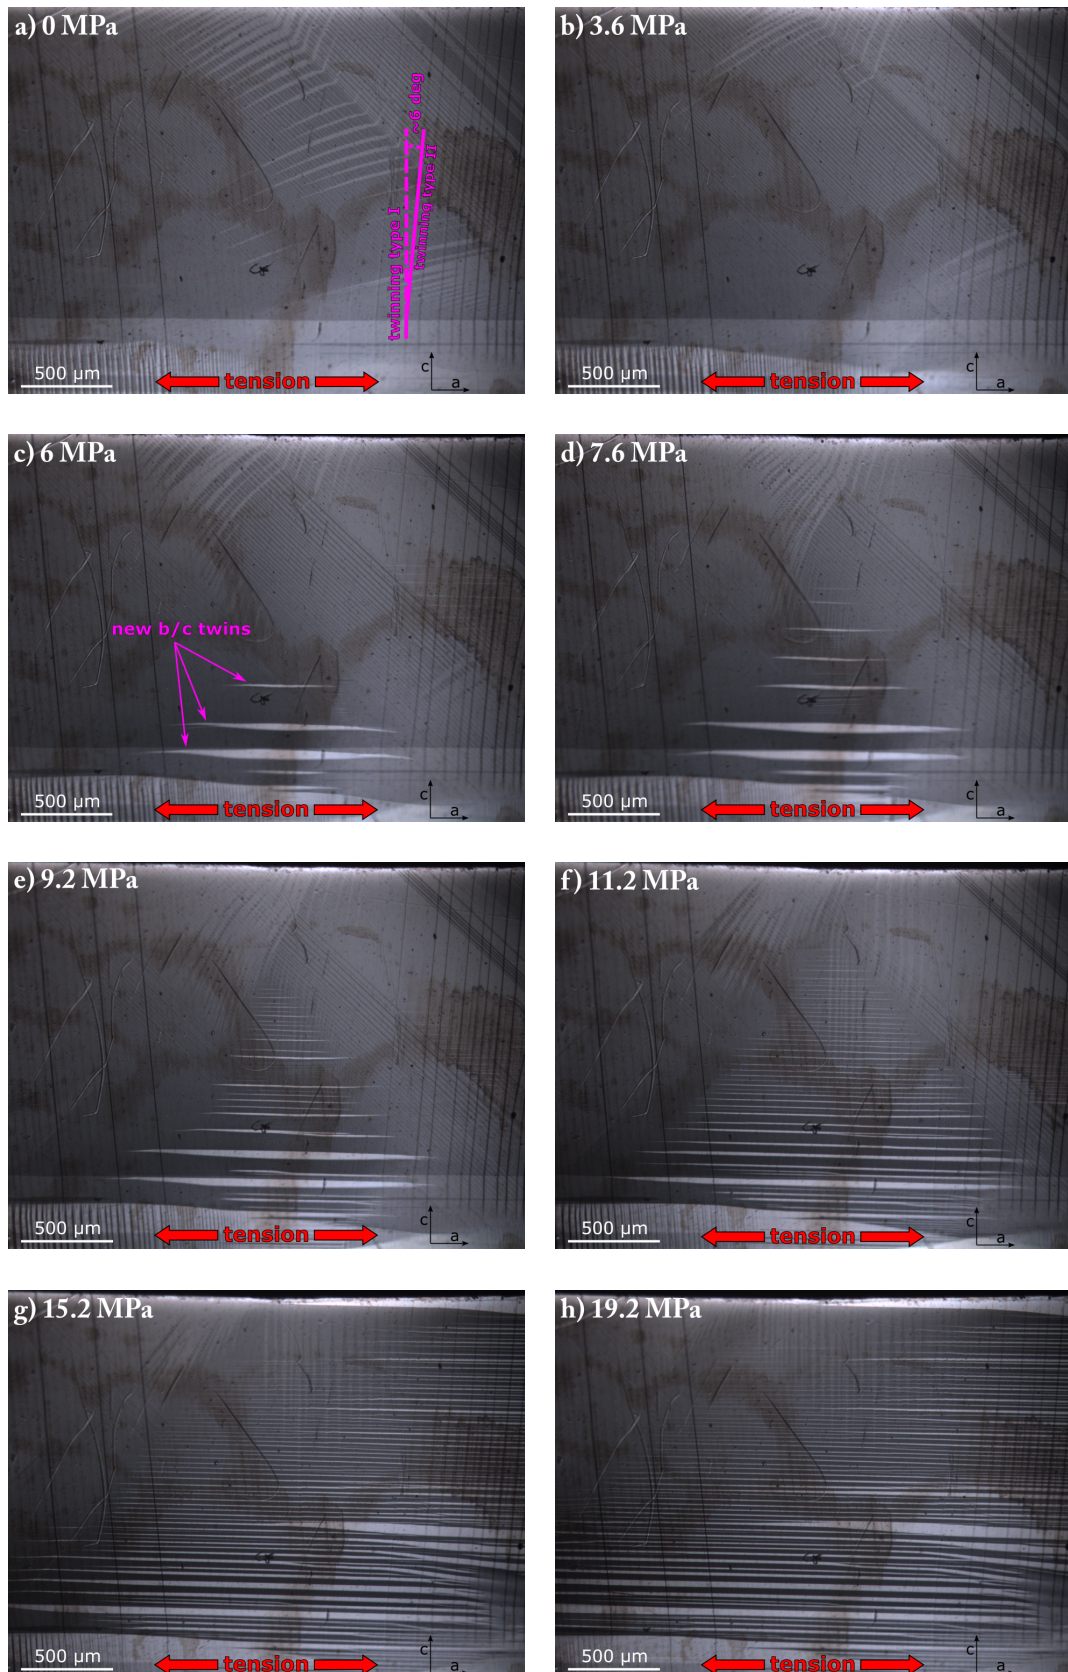 a) 0 MPa
~6 deg
twinning type II
twinning type I
c
a
500 µm
tension
b) 3.6 MPa
c
a
500 µm
tension
c) 6 MPa
new b/c twins
c
a
500 µm
tension
d) 7.6 MPa
c
a
500 µm
tension
e) 9.2 MPa
c
a
500 µm
tension
f) 11.2 MPa
c
a
500 µm
tension
g) 15.2 MPa
c
a
500 µm
tension
h) 19.2 MPa
c
a
500 µm
tension